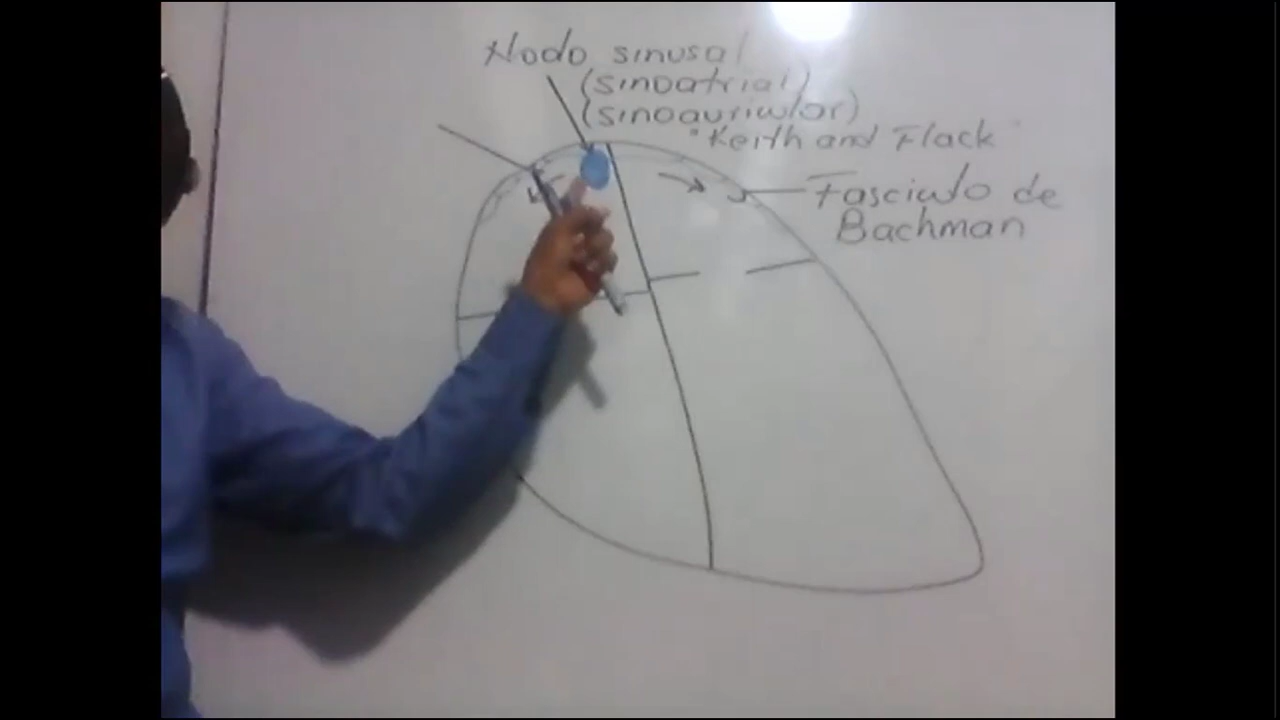 Nodo sinusal
(sinoatrial)
(sinoauricular)
"Keith and Flack"
Fasciculo de
Bachman